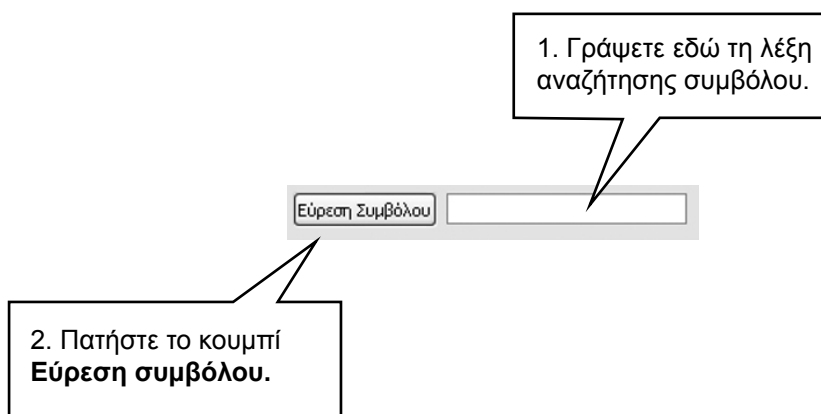 1. Γράψετε εδώ τη λέξη
αναζήτησης συμβόλου.
Εύρεση Συμβόλου
2. Πατήστε το κουμπί
Εύρεση συμβόλου.